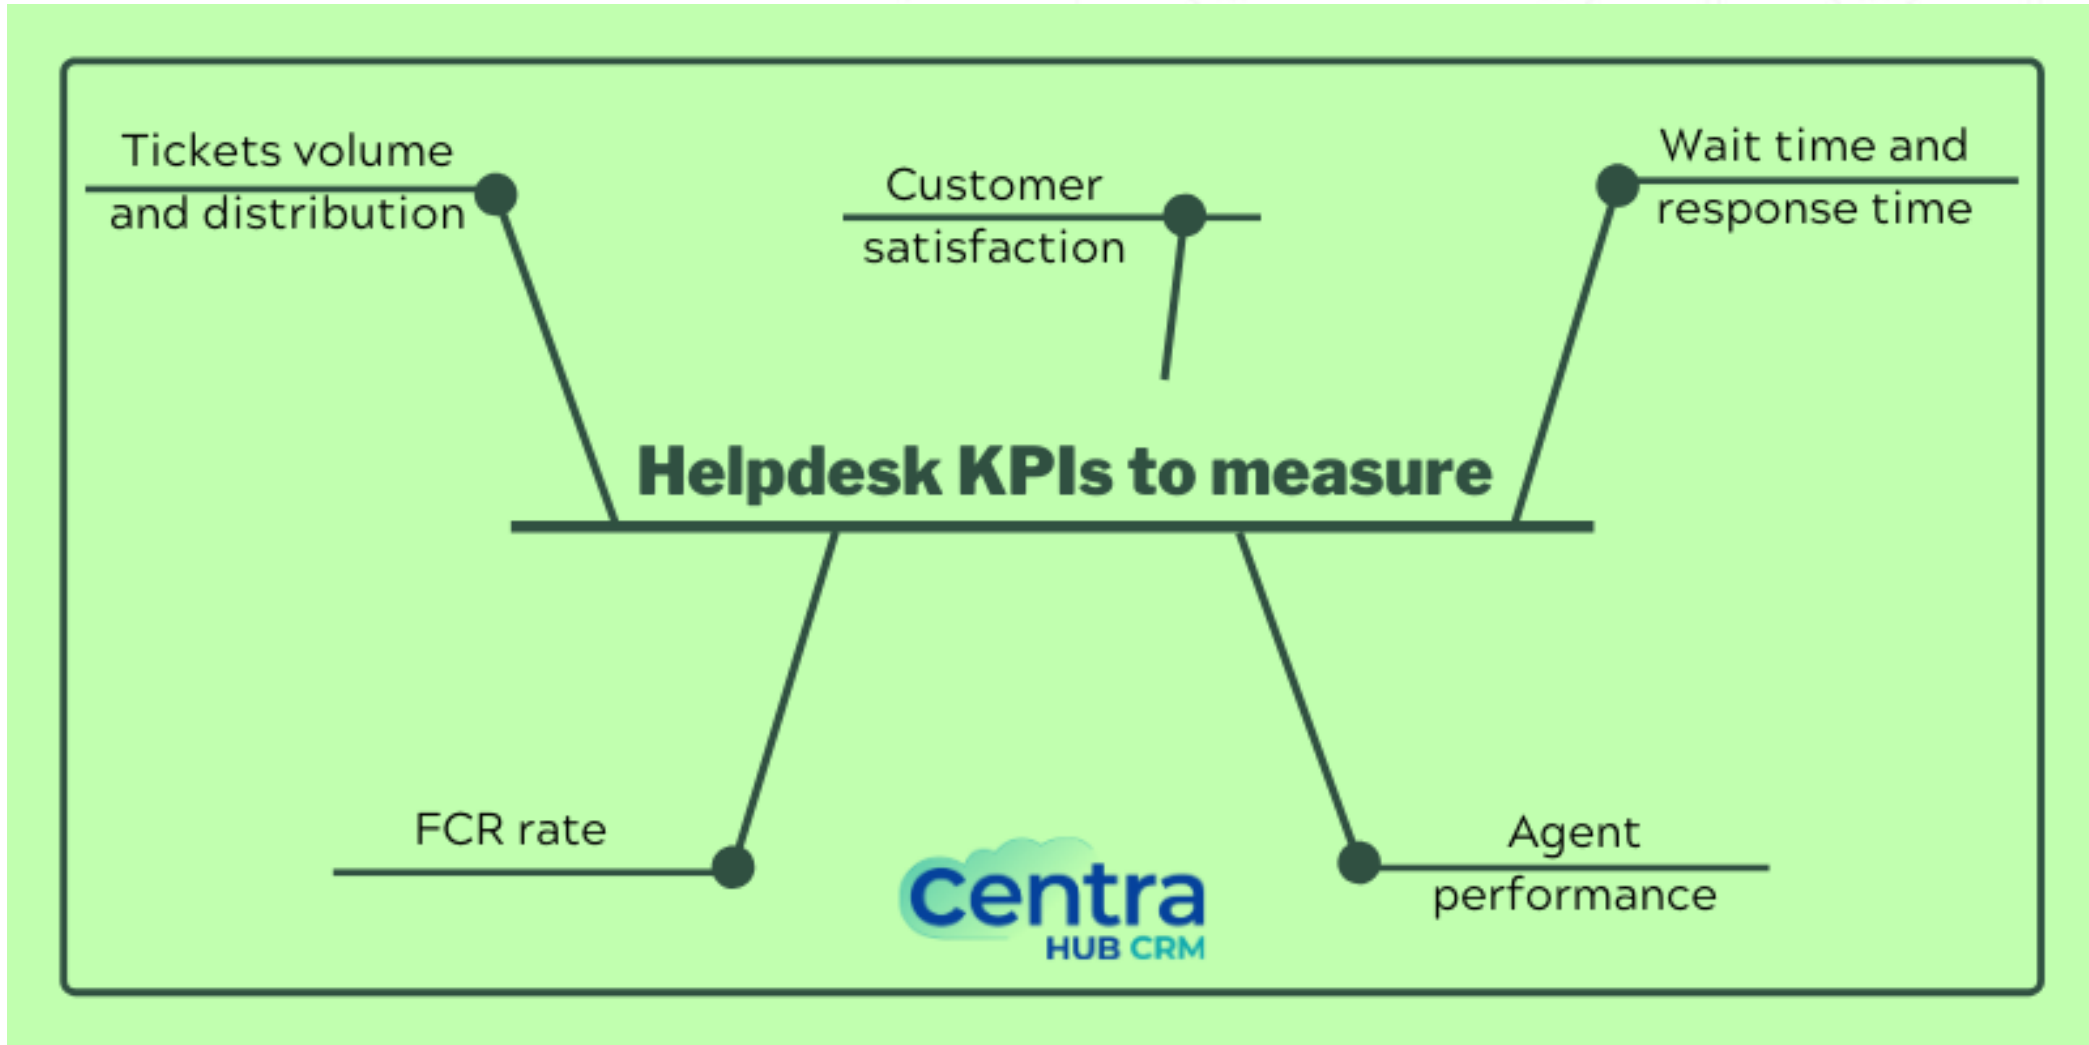 Tickets volume
and distribution
Customer
satisfaction
Wait time and
response time
Helpdesk KPIs to measure
FCR rate
Agent
performance
Centra
HUB CRM